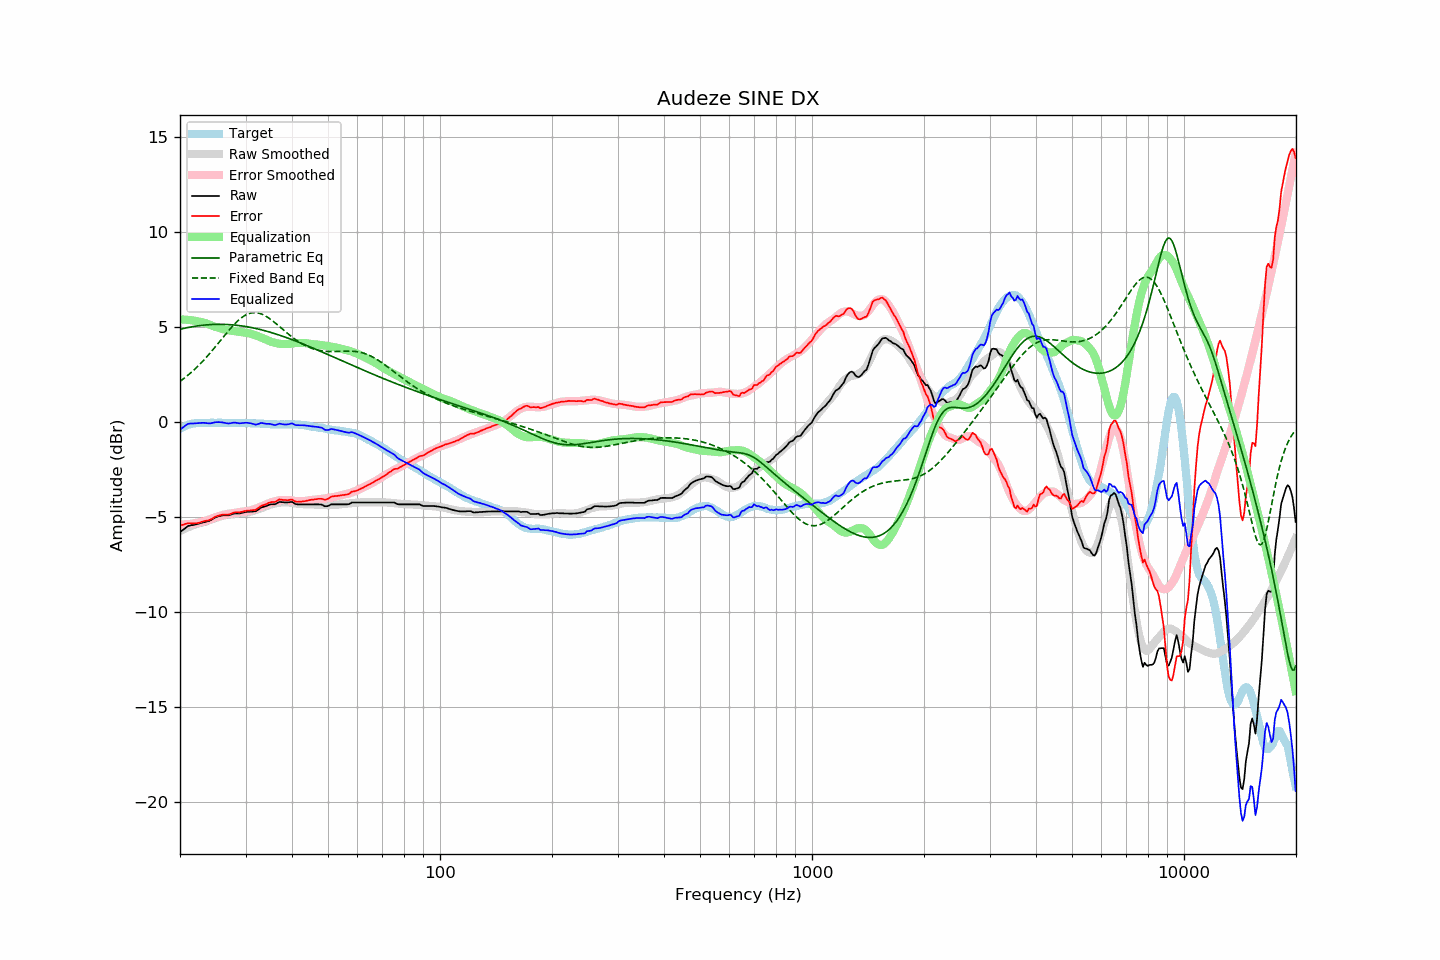 Audeze SINE DX
Target
Raw Smoothed
Error Smoothed
Raw
Error
Equalization
Parametric Eq
Fixed Band Eq
Equalized
15
10
5
0
−5
−10
−15
−20
Amplitude (dBr)
100
1000
10000
Frequency (Hz)